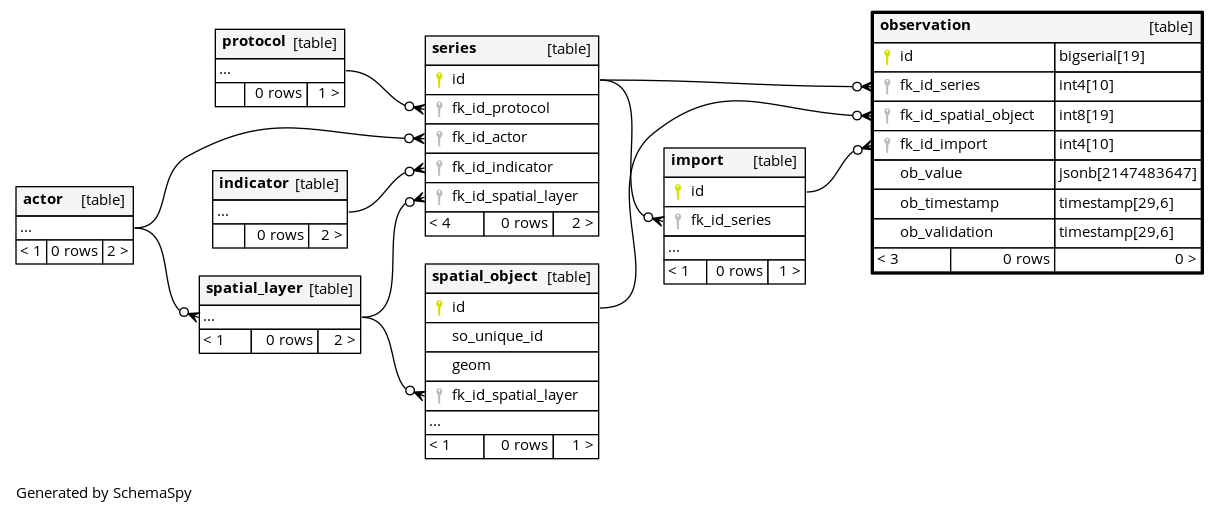 protocol [table]
...
0 rows 1 >
series [table]
id
fk_id_protocol
fk_id_actor
fk_id_indicator
fk_id_spatial_layer
< 4 0 rows 2 >
observation [table]
id bigserial[19]
fk_id_series int4[10]
fk_id_spatial_object int8[19]
fk_id_import int4[10]
ob_value jsonb[2147483647]
ob_timestamp timestamp[29,6]
ob_validation timestamp[29,6]
< 3 0 rows 0 >
import [table]
id
fk_id_series
...
< 1 0 rows 1 >
indicator [table]
...
0 rows 2 >
actor [table]
...
< 1 0 rows 2 >
spatial_layer [table]
...
< 1 0 rows 2 >
spatial_object [table]
id
so_unique_id
geom
fk_id_spatial_layer
...
< 1 0 rows 1 >
Generated by SchemaSpy